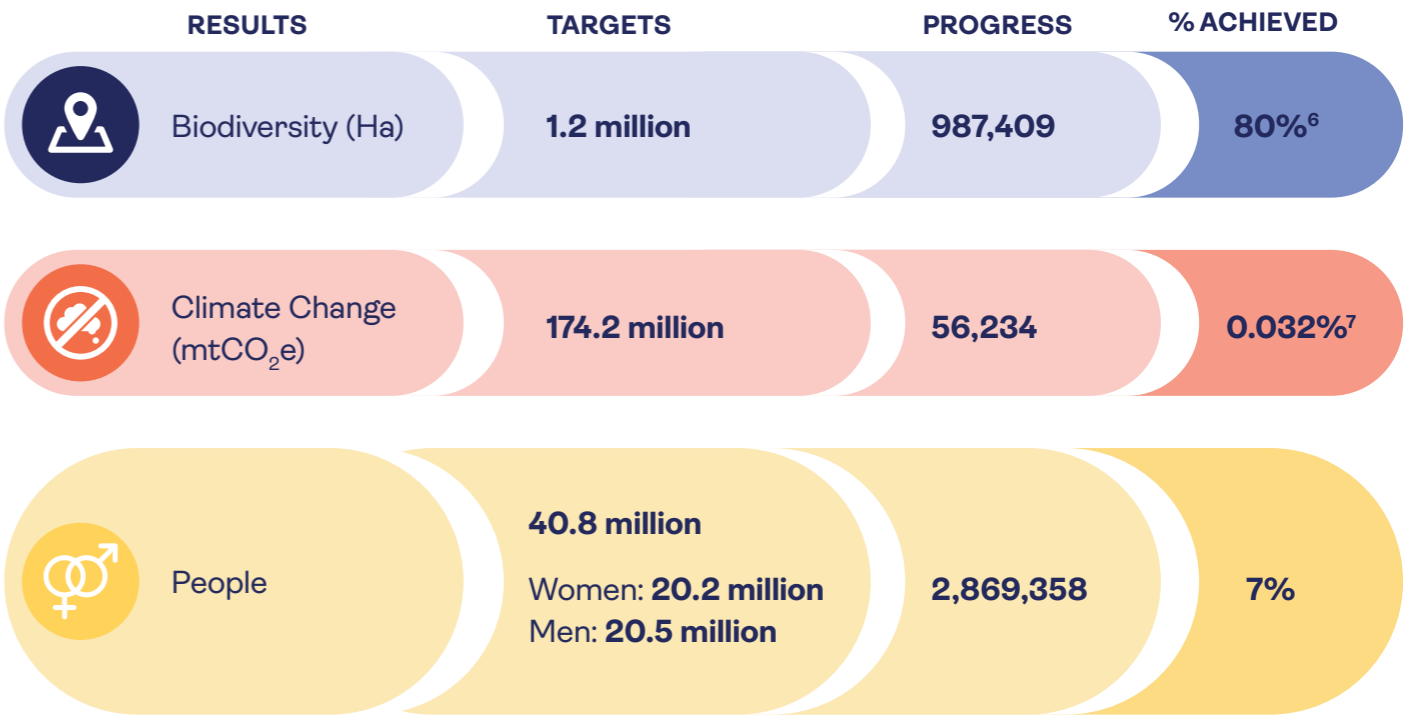 RESULTS TARGETS PROGRESS % ACHIEVED
Biodiversity (Ha) 1.2 million 987,409 80%⁶
Climate Change
(mtCO₂e) 174.2 million 56,234 0.032%⁷
People
40.8 million
Women: 20.2 million
Men: 20.5 million
2,869,358 7%